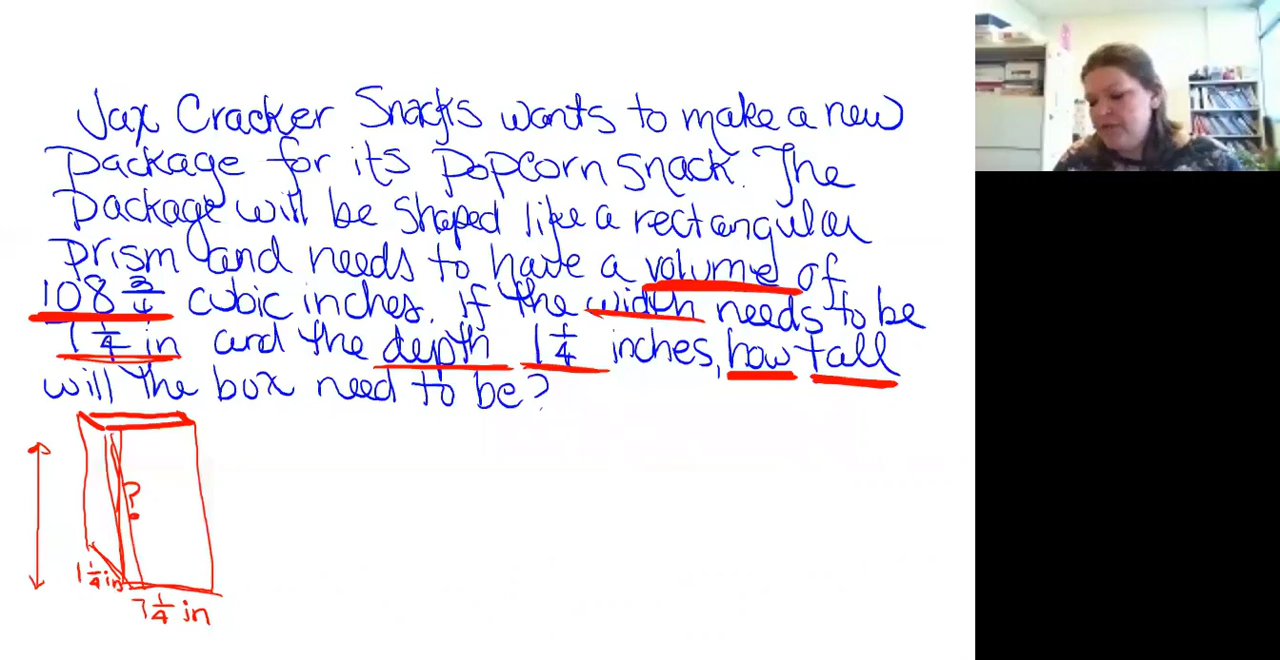 Jax Cracker Snacks wants to make a new
package for its popcorn snack. The
package will be shaped like a rectangular
prism and needs to have a volume of
108 3/4 cubic inches. If the width needs to be
7 1/4 in and the depth 1 1/4 inches, how tall
will the box need to be?
?
1 1/4 in
7 1/4 in